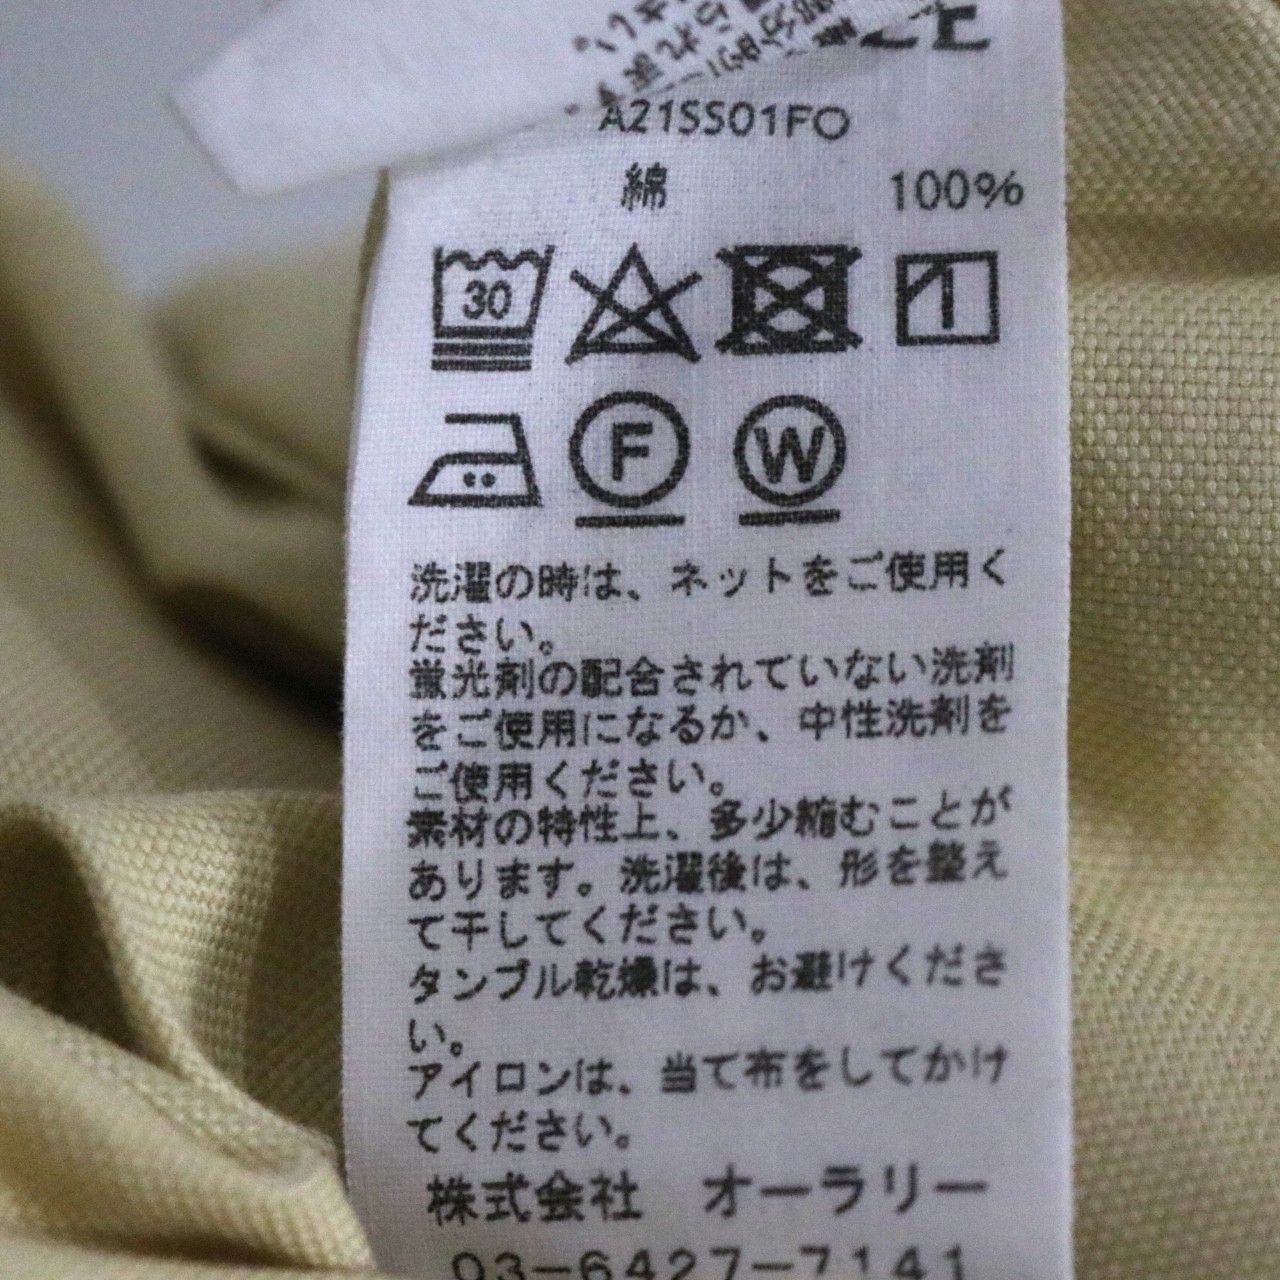 A21SS01FO
綿 100%
30
F W
洗濯の時は、ネットをご使用く
ださい。
蛍光剤の配合されていない洗剤
をご使用になるか、中性洗剤を
ご使用ください。
素材の特性上、多少縮むことが
あります。洗濯後は、形を整え
て干してください。
タンブル乾燥は、お避けくださ
い。
アイロンは、当て布をしてかけ
てください。
株式会社 オーラリー
03-6427-7141